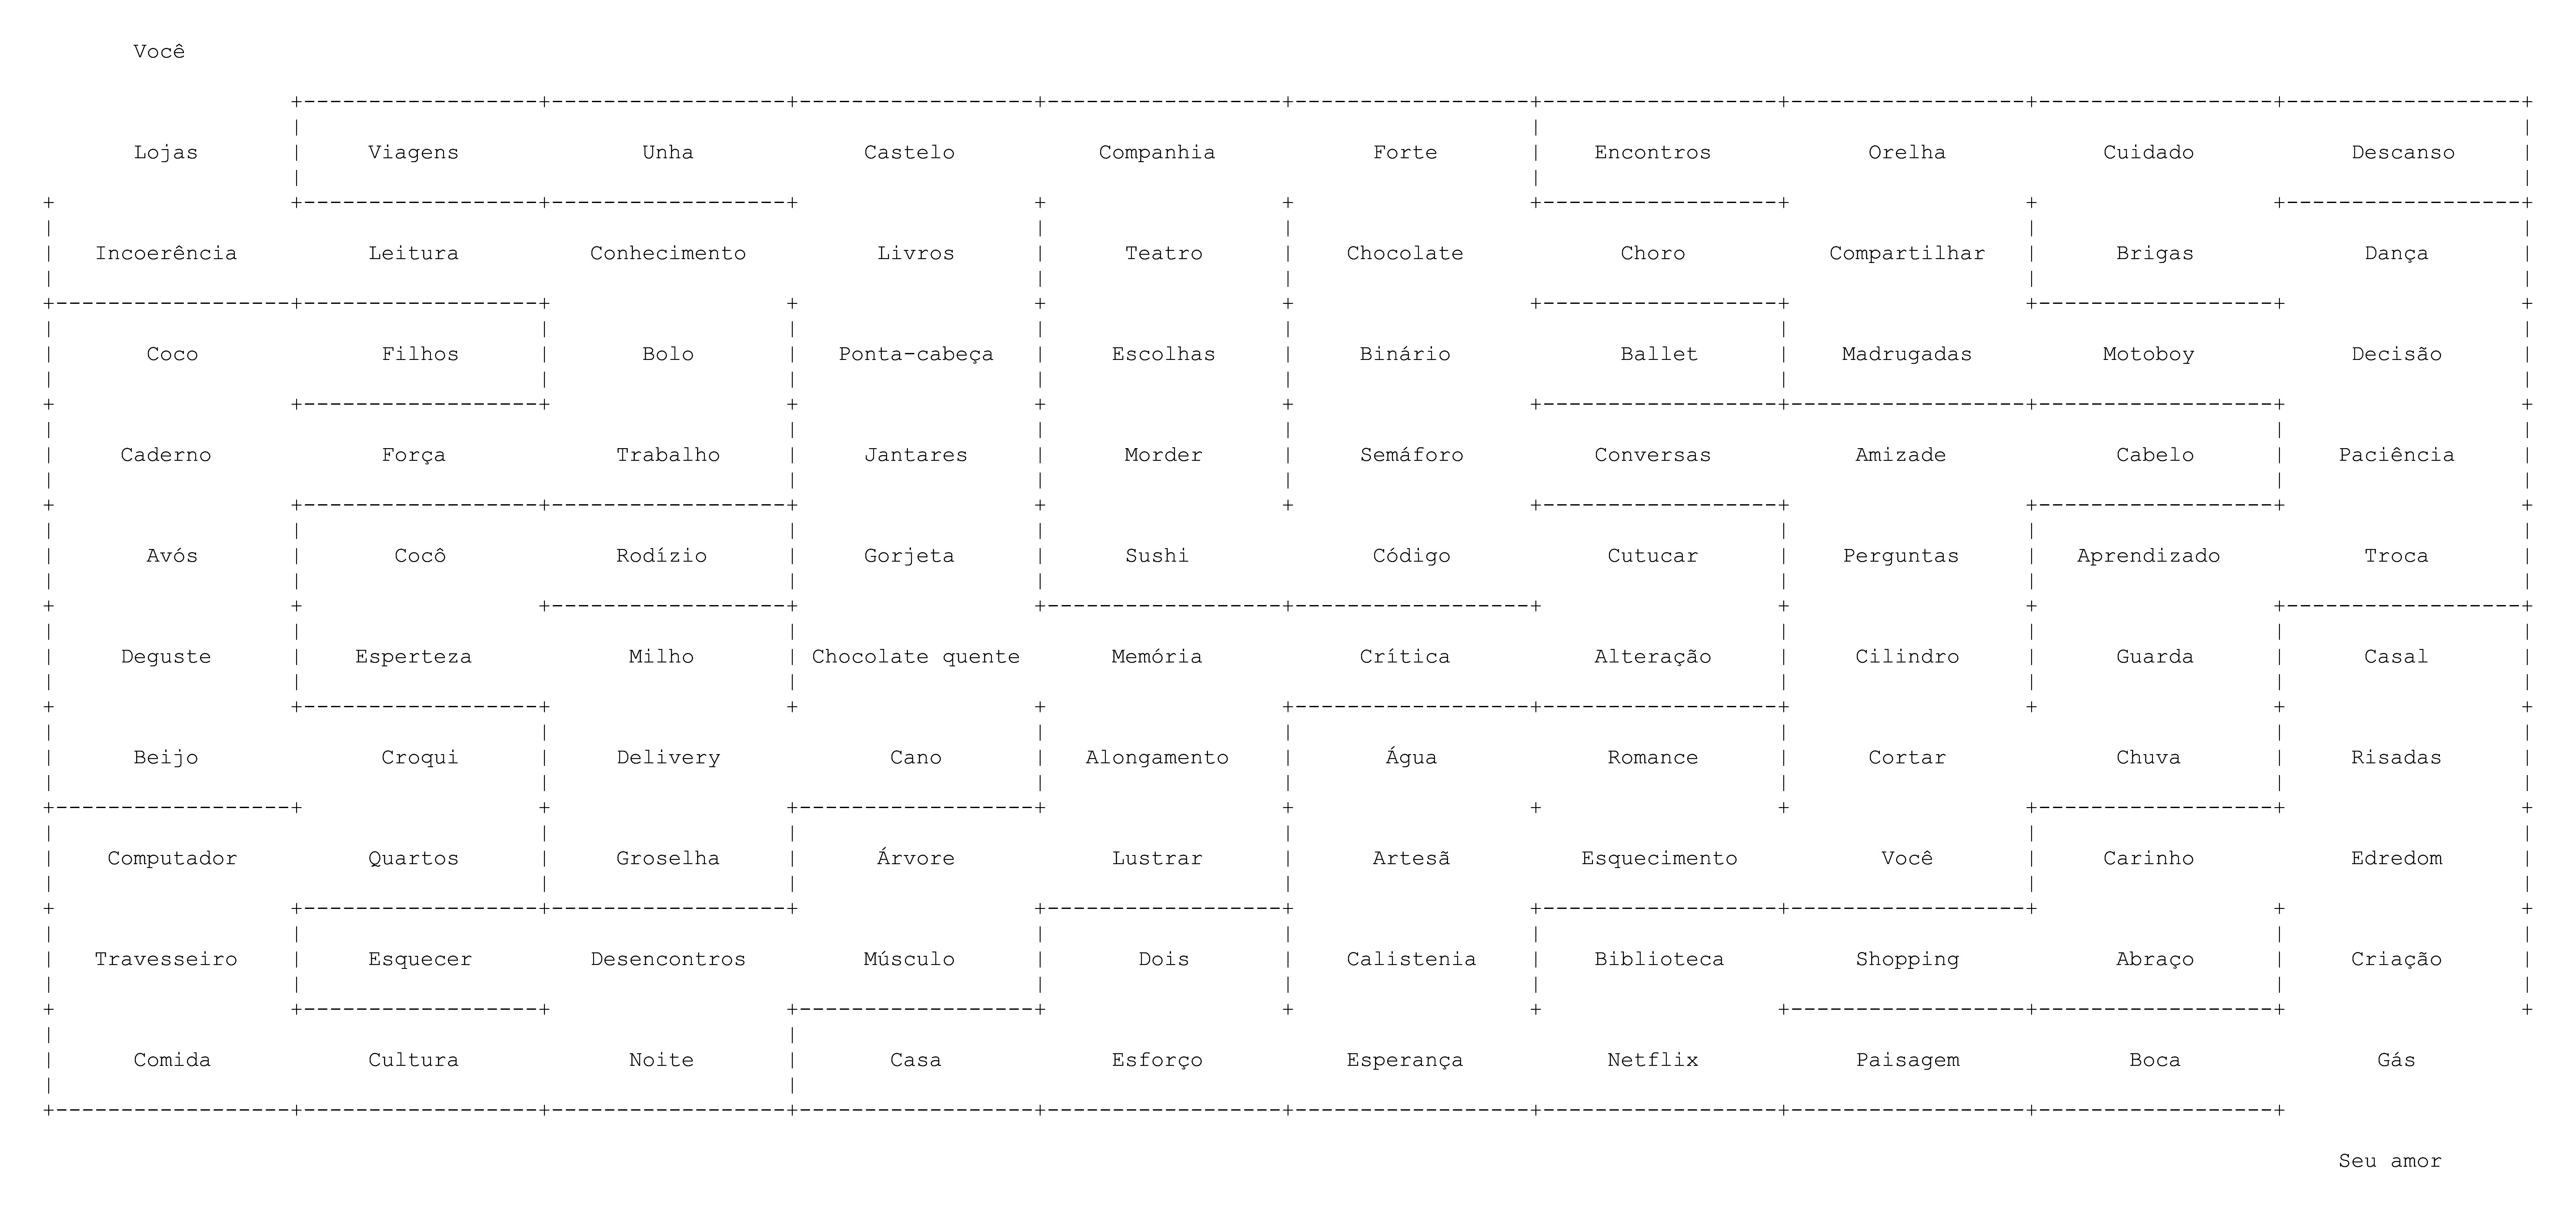 Você
Lojas Viagens Unha Castelo Companhia Forte Encontros Orelha Cuidado Descanso
Incoerência Leitura Conhecimento Livros Teatro Chocolate Choro Compartilhar Brigas Dança
Coco Filhos Bolo Ponta-cabeça Escolhas Binário Ballet Madrugadas Motoboy Decisão
Caderno Força Trabalho Jantares Morder Semáforo Conversas Amizade Cabelo Paciência
Avós Cocô Rodízio Gorjeta Sushi Código Cutucar Perguntas Aprendizado Troca
Deguste Esperteza Milho Chocolate quente Memória Crítica Alteração Cilindro Guarda Casal
Beijo Croqui Delivery Cano Alongamento Água Romance Cortar Chuva Risadas
Computador Quartos Groselha Árvore Lustrar Artesã Esquecimento Você Carinho Edredom
Travesseiro Esquecer Desencontros Músculo Dois Calistenia Biblioteca Shopping Abraço Criação
Comida Cultura Noite Casa Esforço Esperança Netflix Paisagem Boca Gás
Seu amor